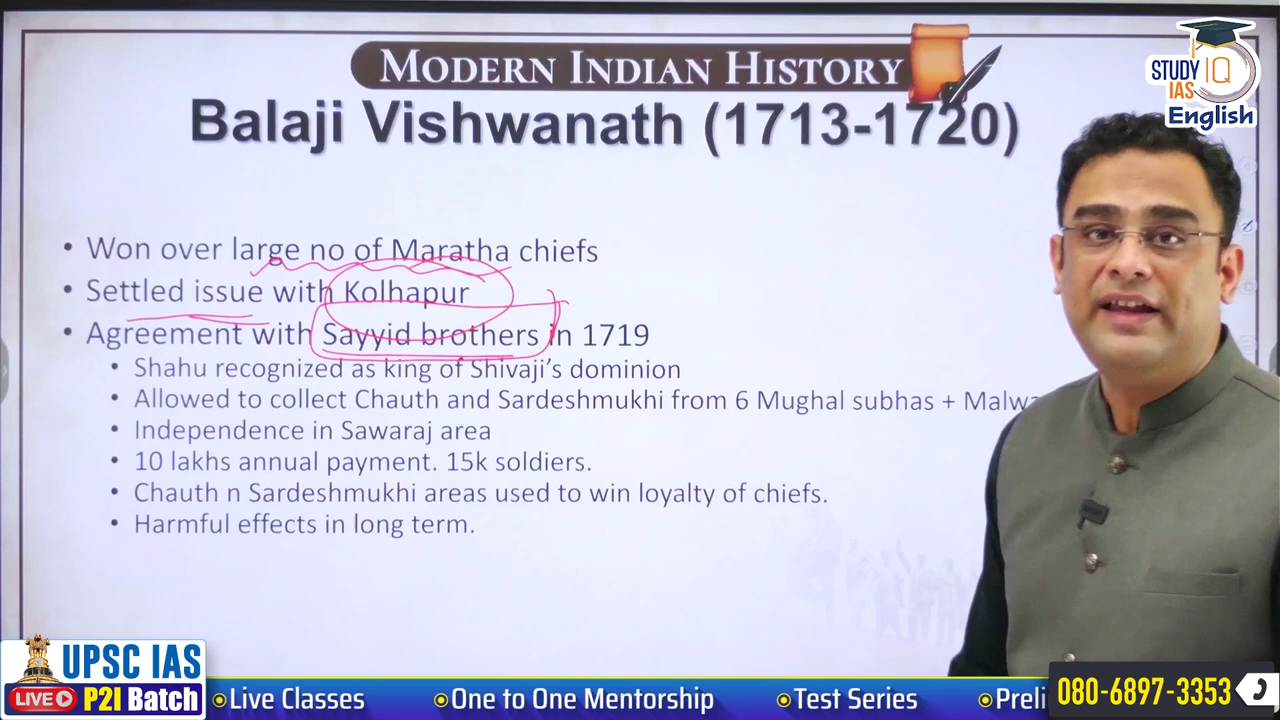 MODERN INDIAN HISTORY
STUDY IQ
IAS
English
Balaji Vishwanath (1713-1720)
• Won over large no of Maratha chiefs
• Settled issue with Kolhapur
• Agreement with Sayyid brothers in 1719
• Shahu recognized as king of Shivaji's dominion
• Allowed to collect Chauth and Sardeshmukhi from 6 Mughal subhas +
• Independence in Sawaraj area
• 10 lakhs annual payment. 15k soldiers.
• Chauth n Sardeshmukhi areas used to win loyalty of chiefs.
• Harmful effects in long term.
UPSC IAS
LIVE P2I Batch
Live Classes
One to One Mentorship
Test Series
080-6897-3353